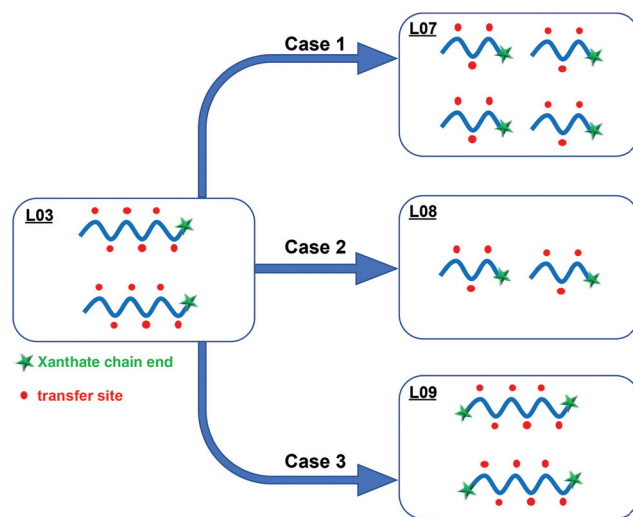 Case 1
L07
L03
Case 2
L08
Xanthate chain end
transfer site
L09
Case 3